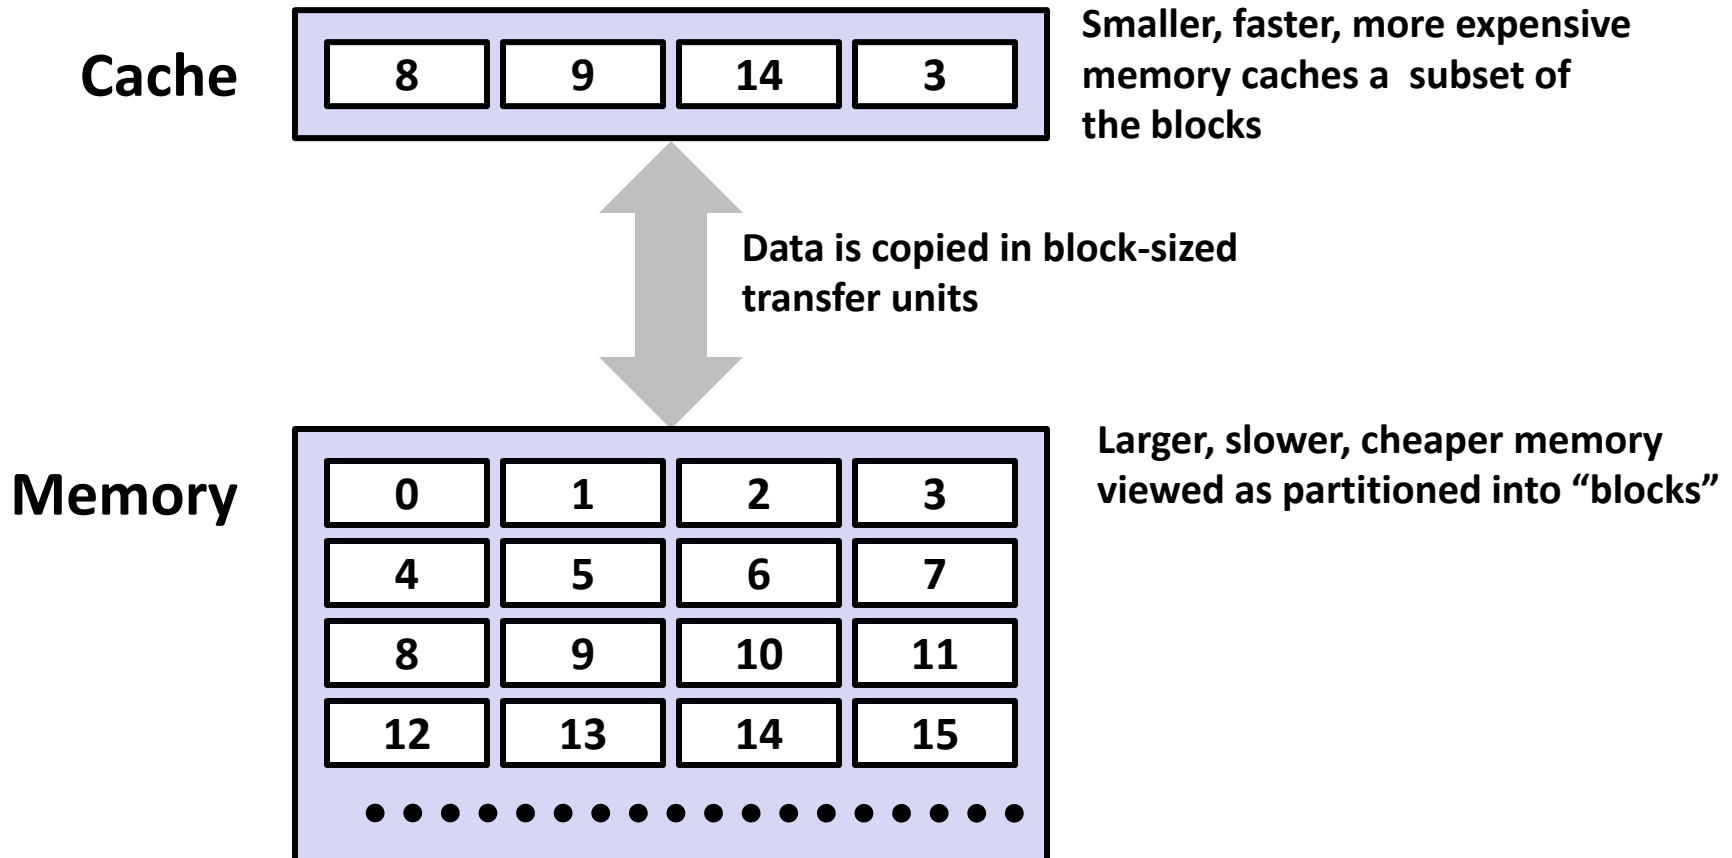 Cache
8 9 14 3
Smaller, faster, more expensive
memory caches a  subset of
the blocks
Data is copied in block-sized
transfer units
Memory
Larger, slower, cheaper memory
viewed as partitioned into “blocks”
0 1 2 3
4 5 6 7
8 9 10 11
12 13 14 15